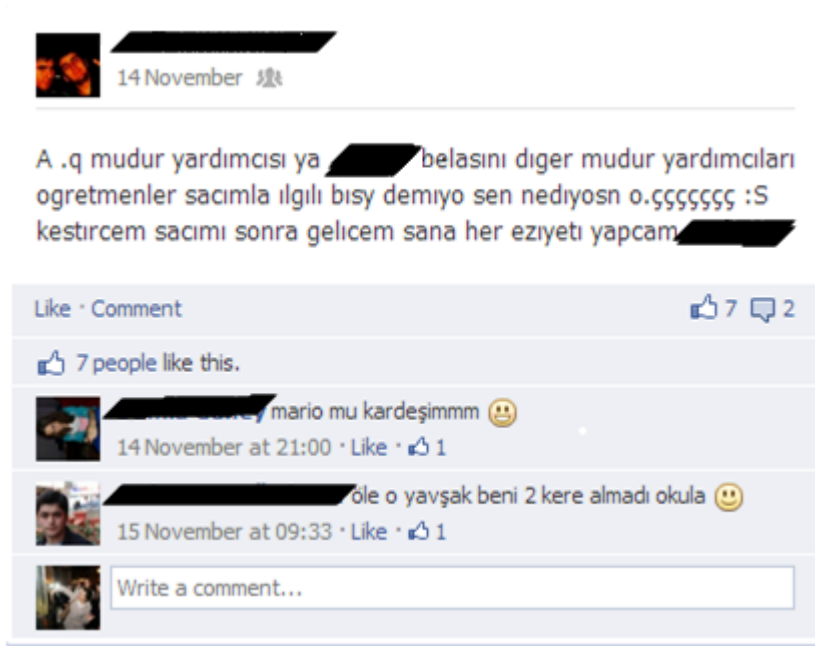 14 November
A .q mudur yardımcısı ya belasını dıger mudur yardımcıları
ogretmenler sacımla ılgılı bısy demıyo sen nedıyosn o.ççççççç :S
kestırcem sacımı sonra gelıcem sana her ezıyetı yapcam
Like · Comment 7 2
7 people like this.
mario mu kardeşimmm
14 November at 21:00 · Like · 1
öle o yavşak beni 2 kere almadı okula
15 November at 09:33 · Like · 1
Write a comment...